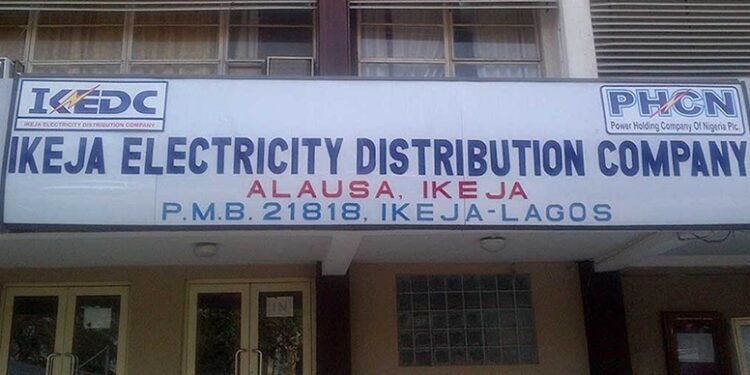 IKEDC
IKEJA ELECTRICITY DISTRIBUTION COMPANY
PHCN
Power Holding Company Of Nigeria Plc.
IKEJA ELECTRICITY DISTRIBUTION COMPANY
ALAUSA, IKEJA
P.M.B. 21818, IKEJA-LAGOS
IN